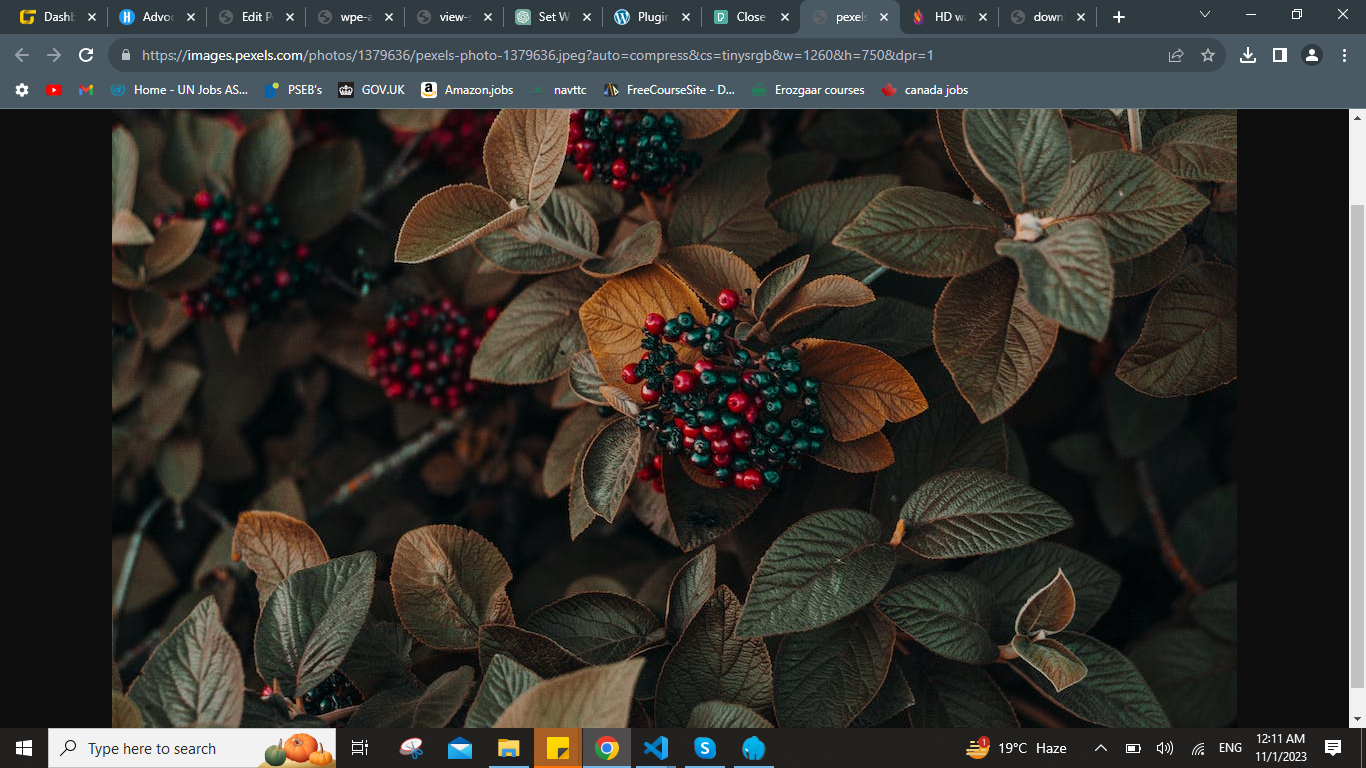 Dashb
Advoc
Edit P
wpe-a
view-s
Set W
Plugin
Close
pexels
HD wa
downl
https://images.pexels.com/photos/1379636/pexels-photo-1379636.jpeg?auto=compress&cs=tinysrgb&w=1260&h=750&dpr=1
Home - UN Jobs AS...
PSEB's
GOV.UK
Amazon.jobs
navttc
FreeCourseSite - D...
Erozgaar courses
canada jobs
Type here to search
1
19°C Haze
ENG
12:11 AM
11/1/2023